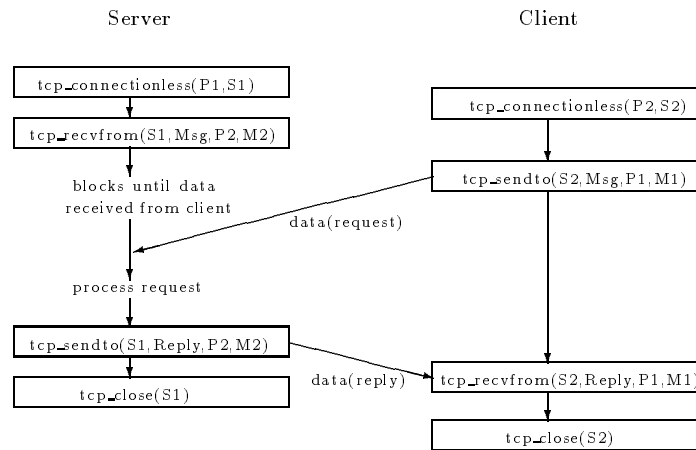 Server
Client
tcp_connectionless(P1,S1)
tcp_connectionless(P2,S2)
tcp_recvfrom(S1,Msg,P2,M2)
blocks until data
received from client
tcp_sendto(S2,Msg,P1,M1)
data(request)
process request
tcp_sendto(S1,Reply,P2,M2)
data(reply)
tcp_recvfrom(S2,Reply,P1,M1)
tcp_close(S1)
tcp_close(S2)